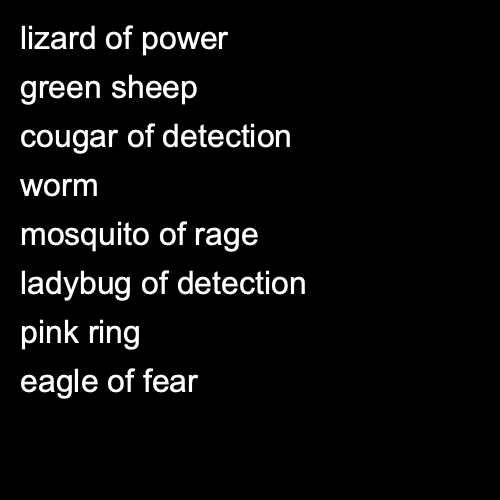 lizard of power
green sheep
cougar of detection
worm
mosquito of rage
ladybug of detection
pink ring
eagle of fear